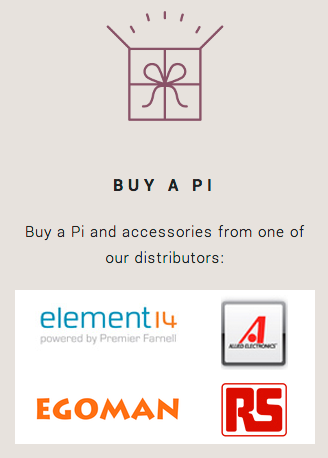 BUY A PI
Buy a Pi and accessories from one of
our distributors:
element14
powered by Premier Farnell
ALLIED ELECTRONICS
EGOMAN
RS